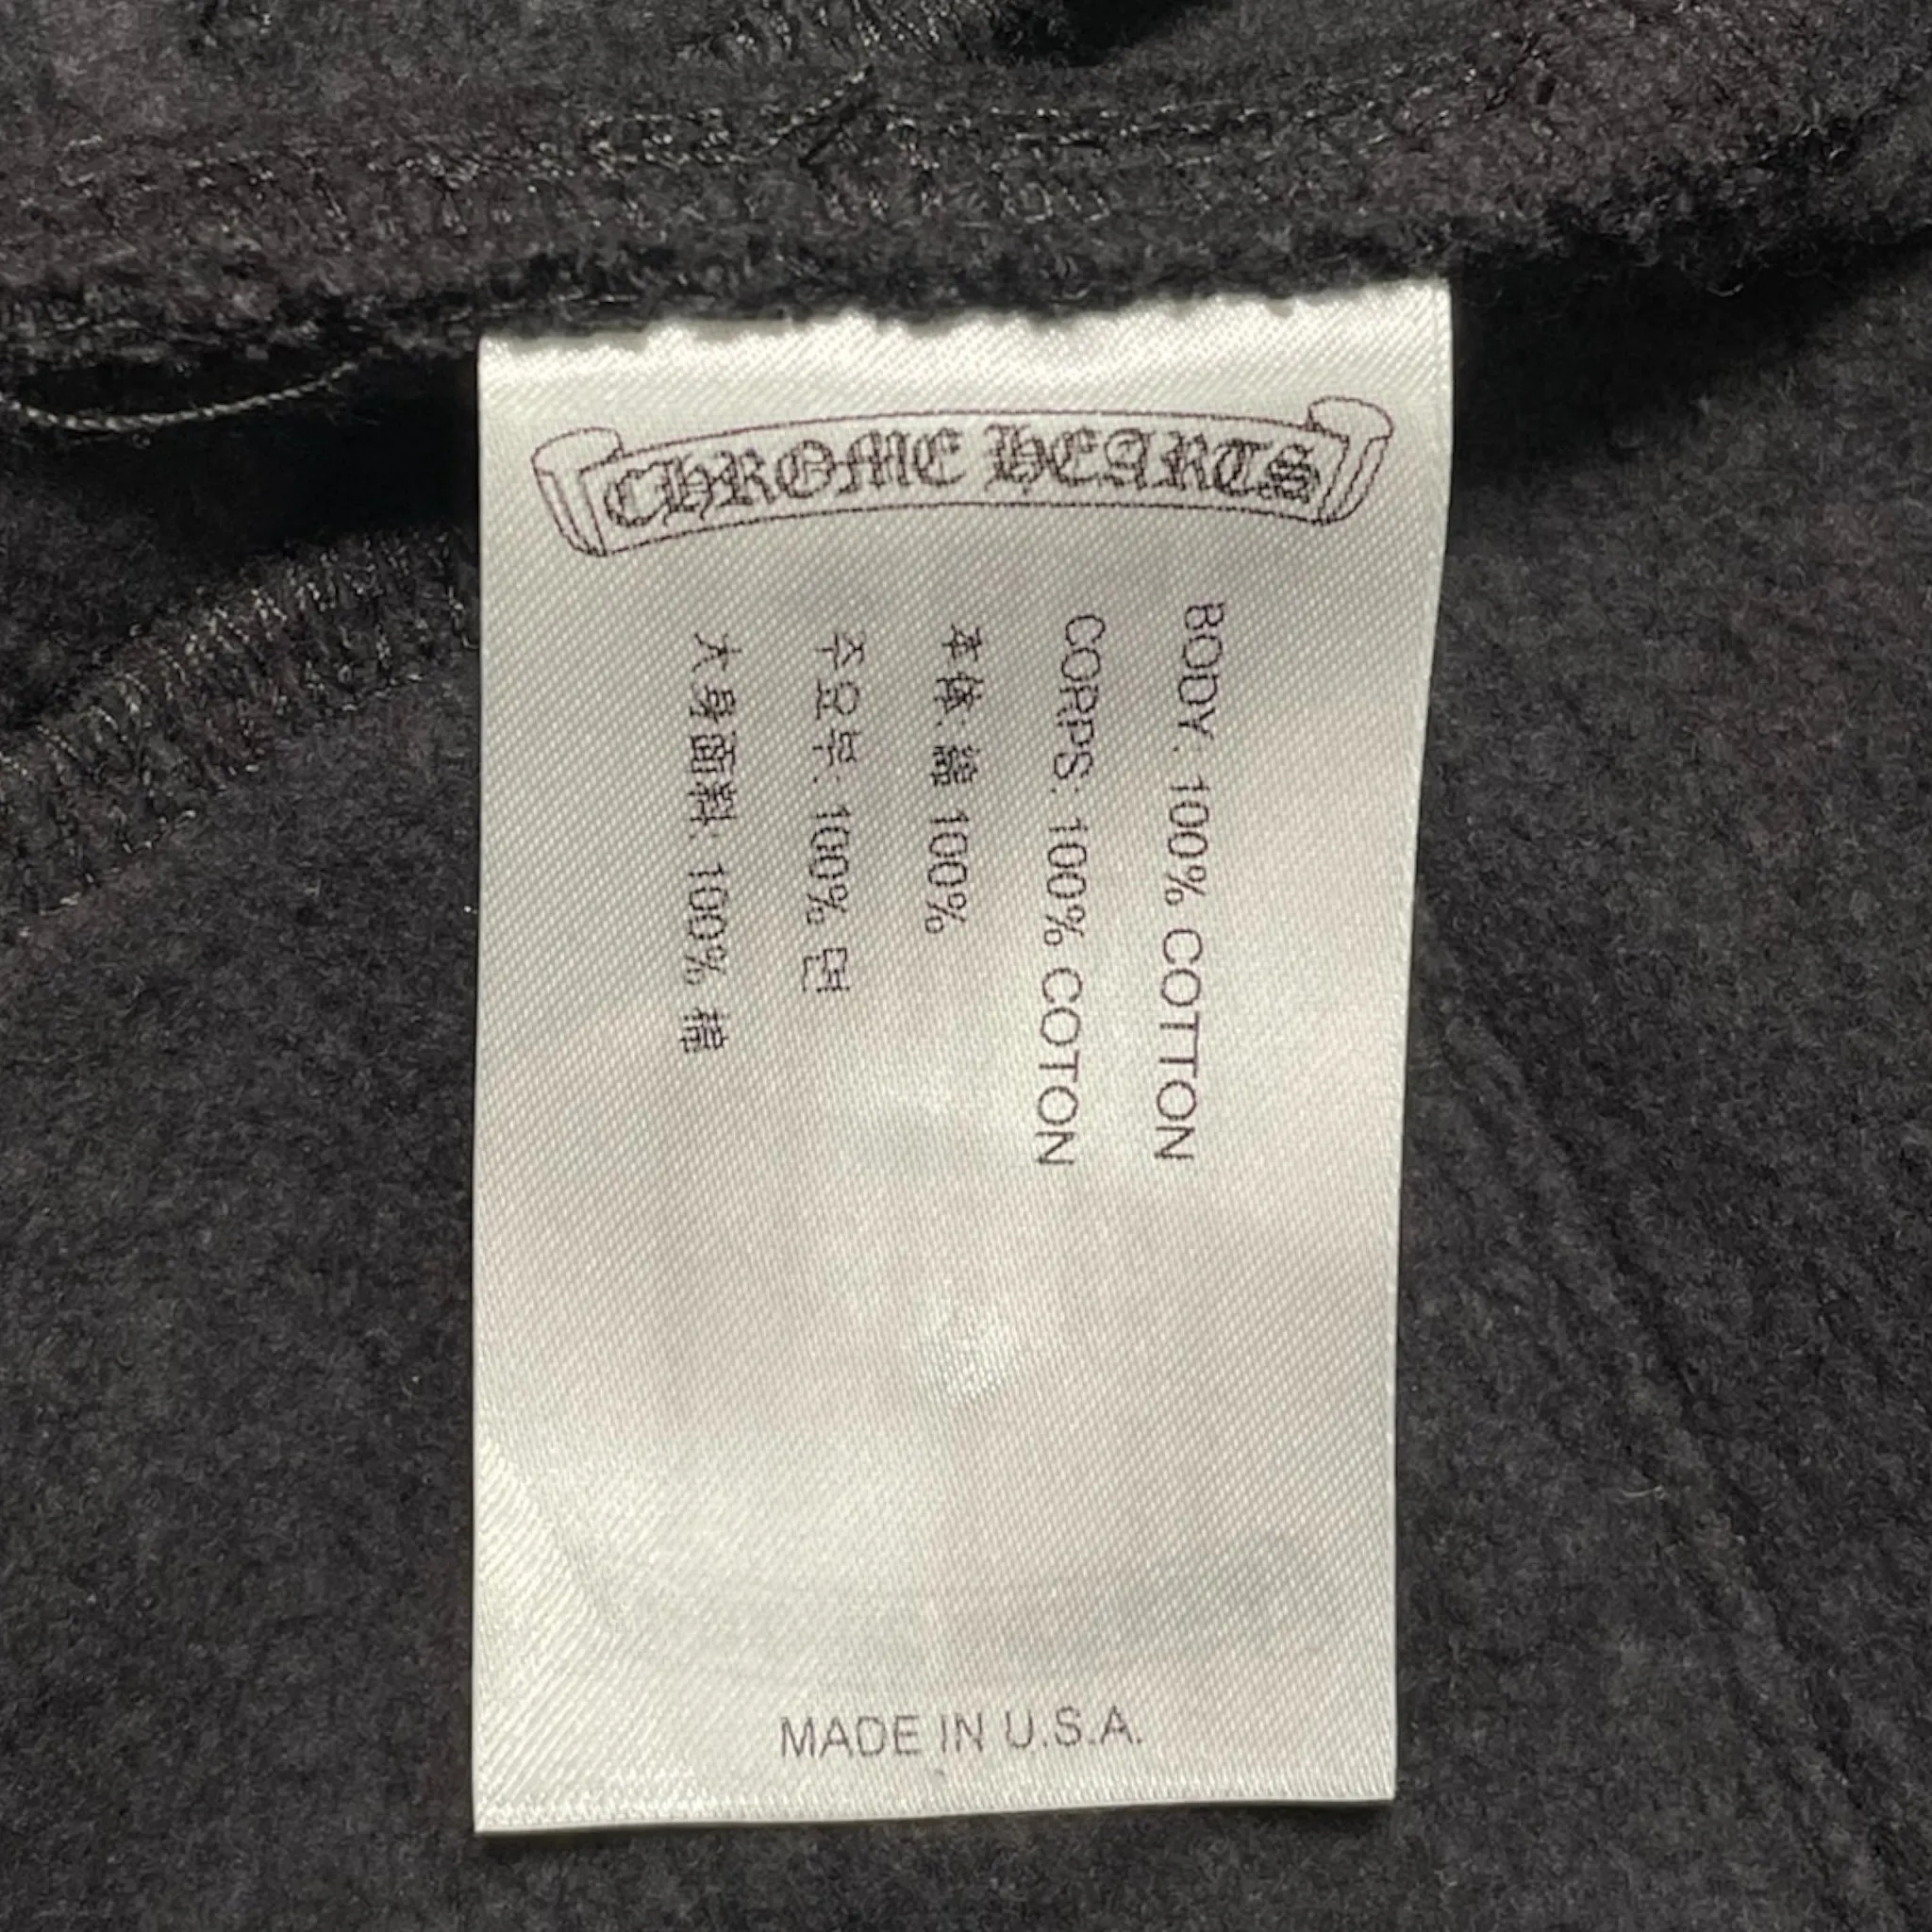 CHROME HEARTS
BODY: 100% COTTON
CORPS: 100% COTON
本体: 綿 100%
주요부: 100% 면
大身面料: 100% 棉
MADE IN U.S.A.